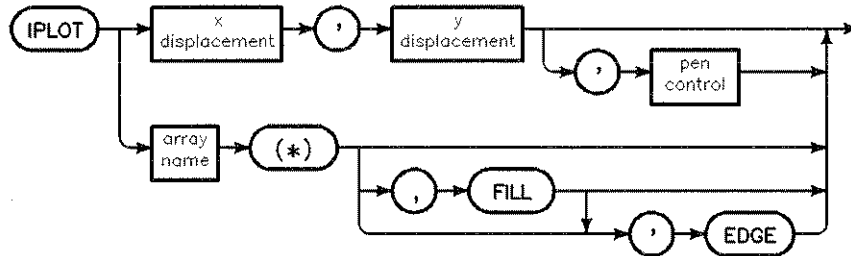 IPLOT
x
displacement
,
y
displacement
,
pen
control
array
name
(*)
,
FILL
,
EDGE